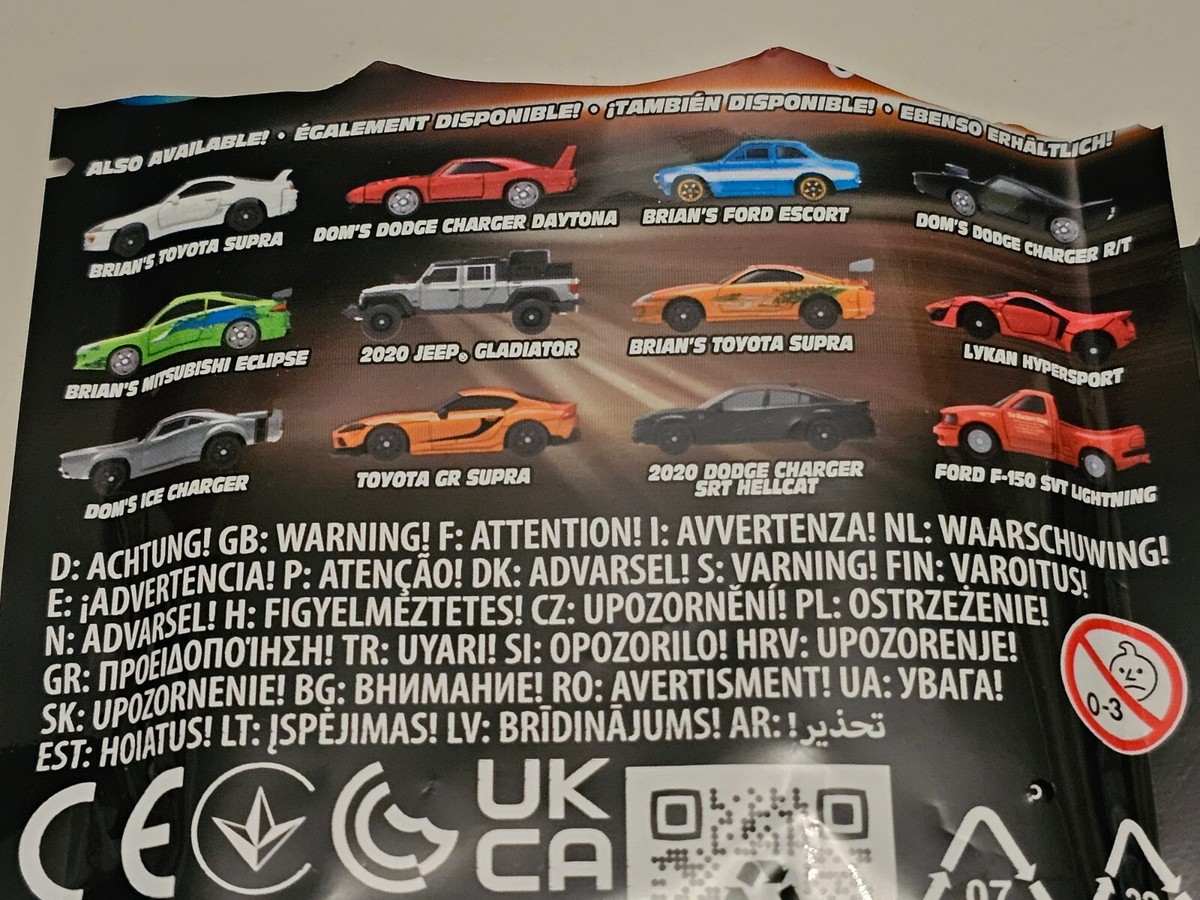 ALSO AVAILABLE! • ÉGALEMENT DISPONIBLE! • ¡TAMBIÉN DISPONIBLE! • EBENSO ERHÄLTLICH!
BRIAN'S TOYOTA SUPRA
DOM'S DODGE CHARGER DAYTONA
BRIAN'S FORD ESCORT
DOM'S DODGE CHARGER R/T
BRIAN'S MITSUBISHI ECLIPSE
2020 JEEP® GLADIATOR
BRIAN'S TOYOTA SUPRA
LYKAN HYPERSPORT
DOM'S ICE CHARGER
TOYOTA GR SUPRA
2020 DODGE CHARGER
SRT HELLCAT
FORD F-150 SVT LIGHTNING
D: ACHTUNG! GB: WARNING! F: ATTENTION! I: AVVERTENZA! NL: WAARSCHUWING!
E: ¡ADVERTENCIA! P: ATENÇÃO! DK: ADVARSEL! S: VARNING! FIN: VAROITUS!
N: ADVARSEL! H: FIGYELMEZTETES! CZ: UPOZORNĚNÍ! PL: OSTRZEŻENIE!
GR: ΠΡΟΕΙΔΟΠΟΊΗΣΗ! TR: UYARI! SI: OPOZORILO! HRV: UPOZORENJE!
SK: UPOZORNENIE! BG: ВНИМАНИЕ! RO: AVERTISMENT! UA: УВАГА!
EST: HOIATUS! LT: ĮSPĖJIMAS! LV: BRĪDINĀJUMS! AR: تحذير!
0-3
CE
UK
CA
07